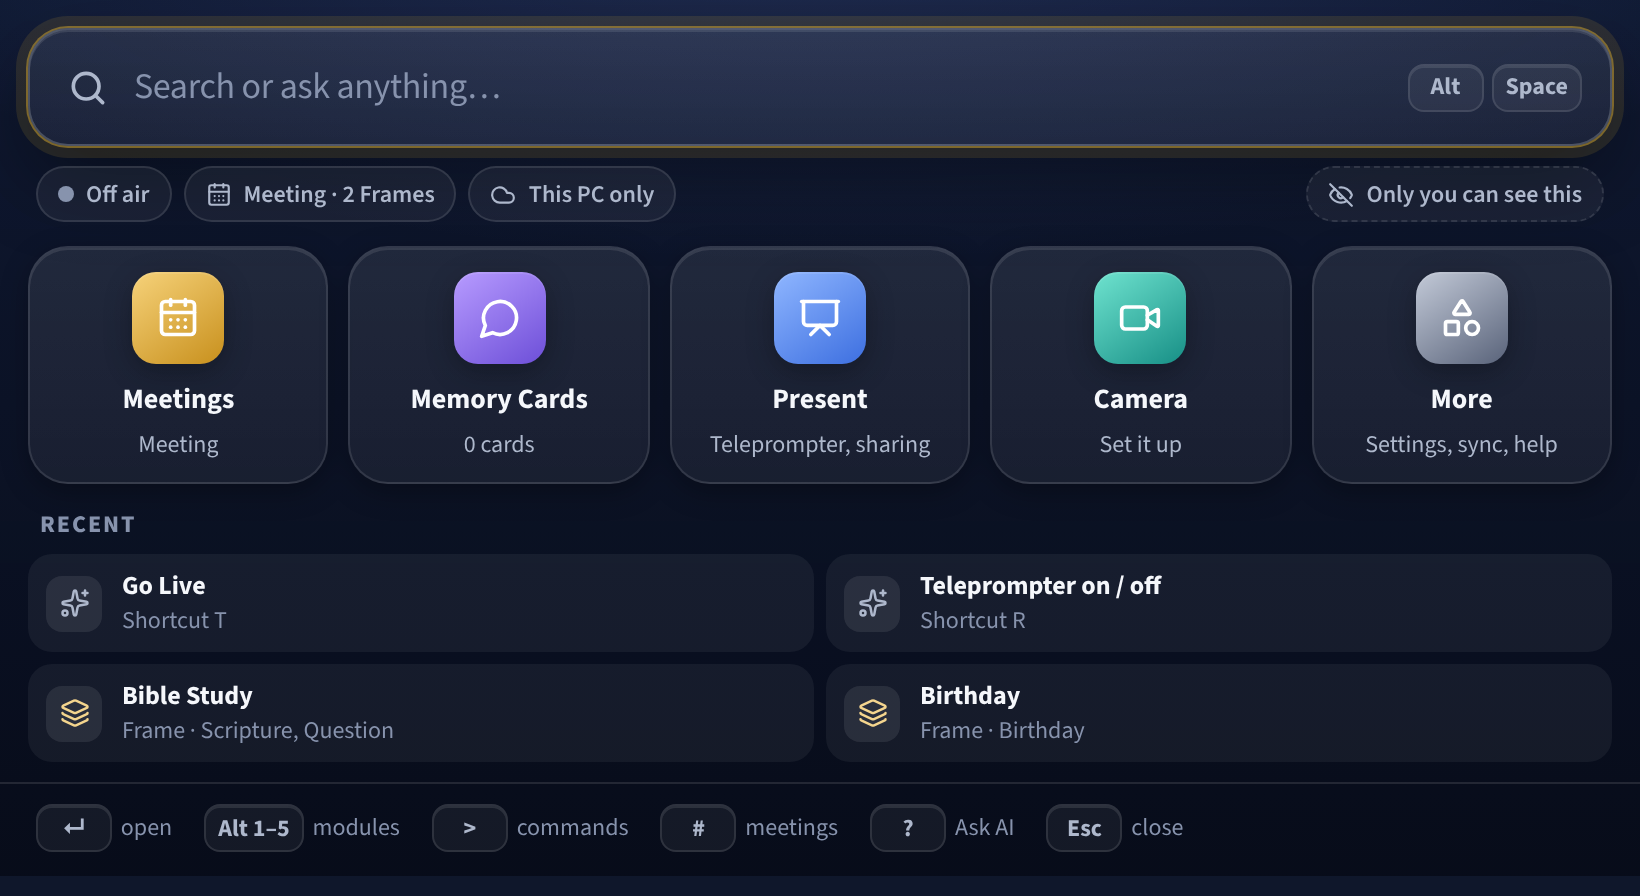 Search or ask anything…
Alt
Space
Off air
Meeting · 2 Frames
This PC only
Only you can see this
Meetings
Meeting
Memory Cards
0 cards
Present
Teleprompter, sharing
Camera
Set it up
More
Settings, sync, help
RECENT
Go Live
Shortcut T
Teleprompter on / off
Shortcut R
Bible Study
Frame · Scripture, Question
Birthday
Frame · Birthday
↵ open
Alt 1–5 modules
> commands
# meetings
? Ask AI
Esc close